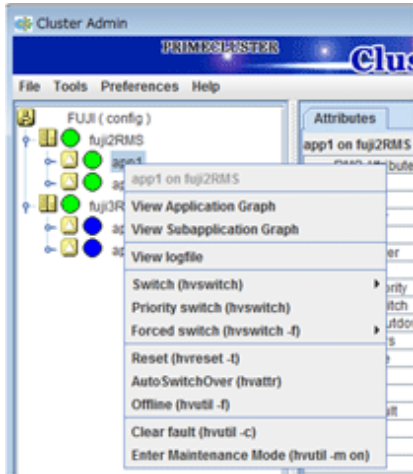 Cluster Admin
PRIMECLUSTER
Clus
File Tools Preferences Help
FUJI ( config )
Attributes
fuji2RMS
app1 on fuji2RMS
app1
app1 on fuji2RMS
fuji3R
View Application Graph
View Subapplication Graph
View logfile
Switch (hvswitch)
Priority switch (hvswitch)
Forced switch (hvswitch -f)
Reset (hvreset -t)
AutoSwitchOver (hvattr)
Offline (hvutil -f)
Clear fault (hvutil -c)
Enter Maintenance Mode (hvutil -m on)